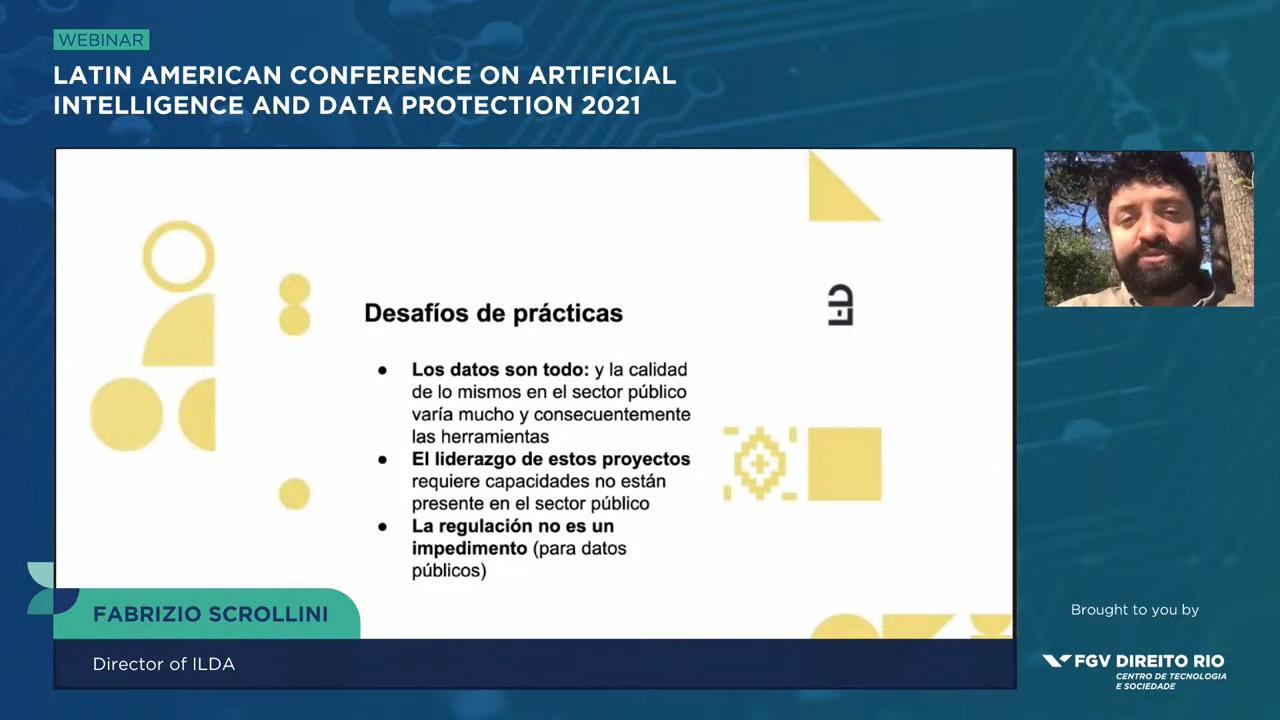 WEBINAR
LATIN AMERICAN CONFERENCE ON ARTIFICIAL
INTELLIGENCE AND DATA PROTECTION 2021
Desafíos de prácticas
● Los datos son todo: y la calidad
de lo mismos en el sector público
varía mucho y consecuentemente
las herramientas
● El liderazgo de estos proyectos
requiere capacidades no están
presente en el sector público
● La regulación no es un
impedimento (para datos
públicos)
FABRIZIO SCROLLINI
Director of ILDA
Brought to you by
FGV DIREITO RIO
CENTRO DE TECNOLOGIA
E SOCIEDADE